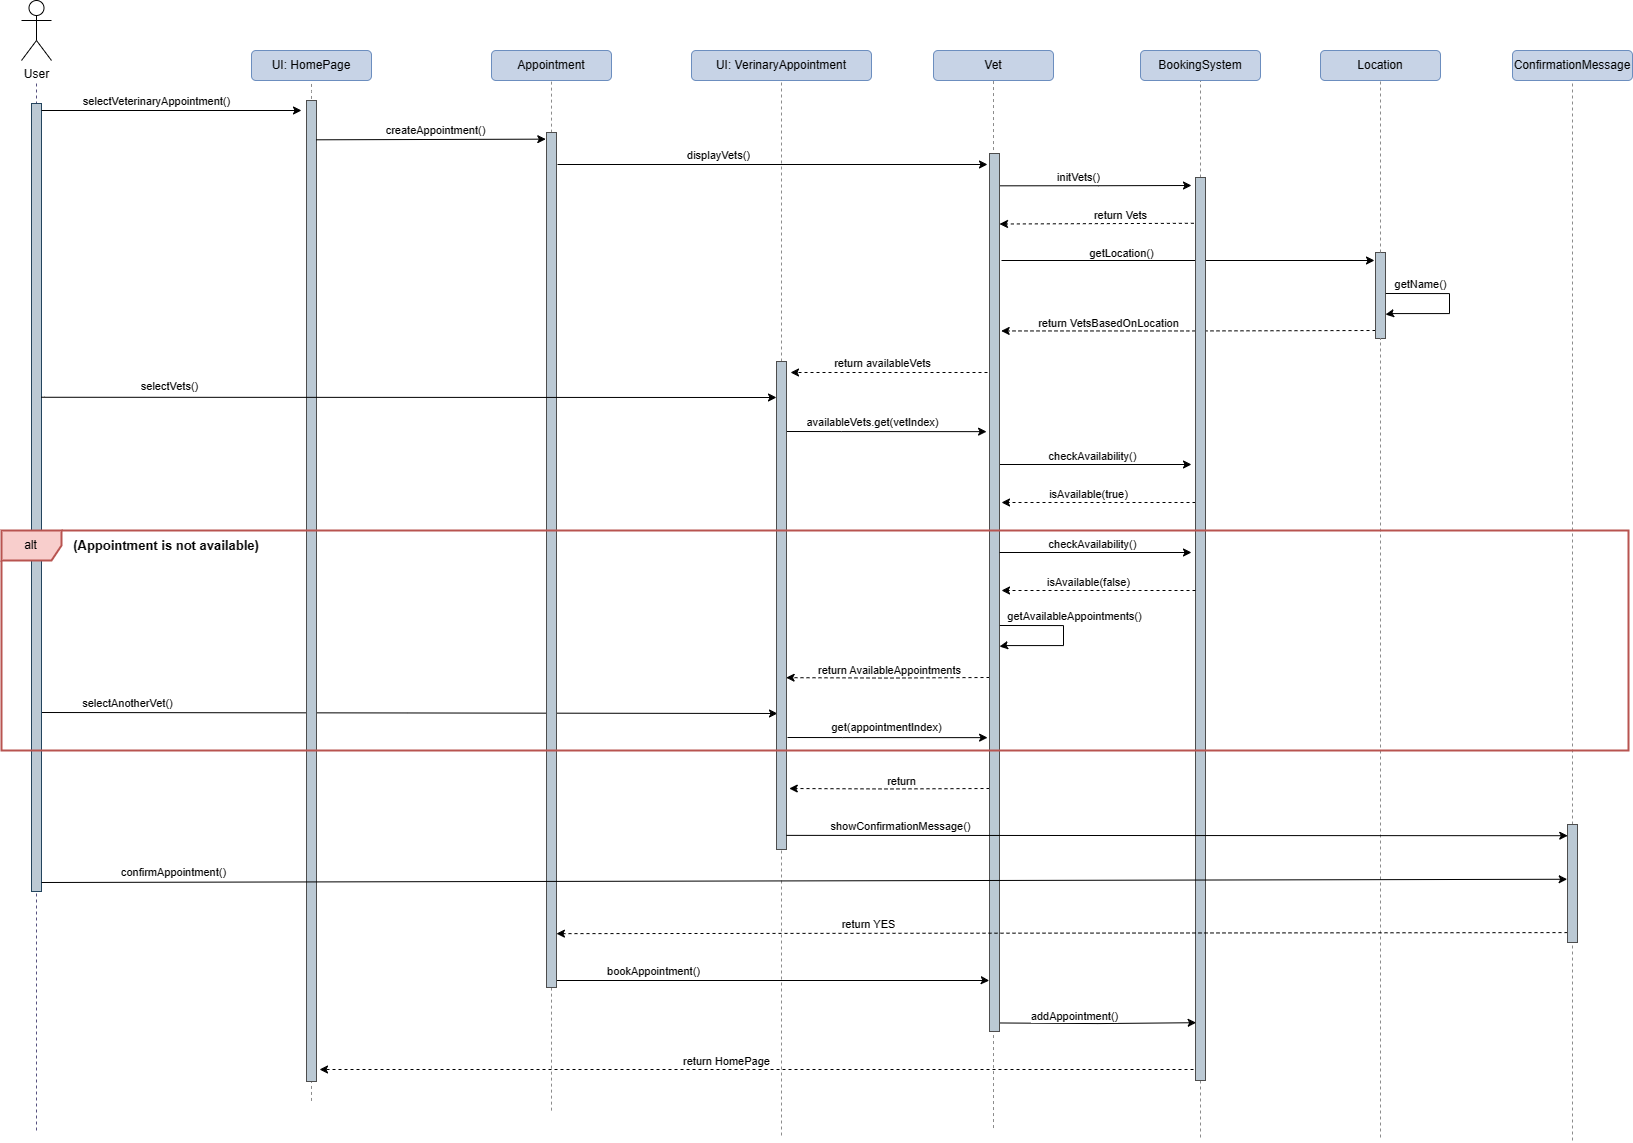 User
UI: HomePage
Appointment
UI: VerinaryAppointment
Vet
BookingSystem
Location
ConfirmationMessage
selectVeterinaryAppointment()
createAppointment()
displayVets()
initVets()
return Vets
getLocation()
getName()
return VetsBasedOnLocation
return availableVets
selectVets()
availableVets.get(vetIndex)
checkAvailability()
isAvailable(true)
alt
(Appointment is not available)
checkAvailability()
isAvailable(false)
getAvailableAppointments()
return AvailableAppointments
selectAnotherVet()
get(appointmentIndex)
return
showConfirmationMessage()
confirmAppointment()
return YES
bookAppointment()
addAppointment()
return HomePage